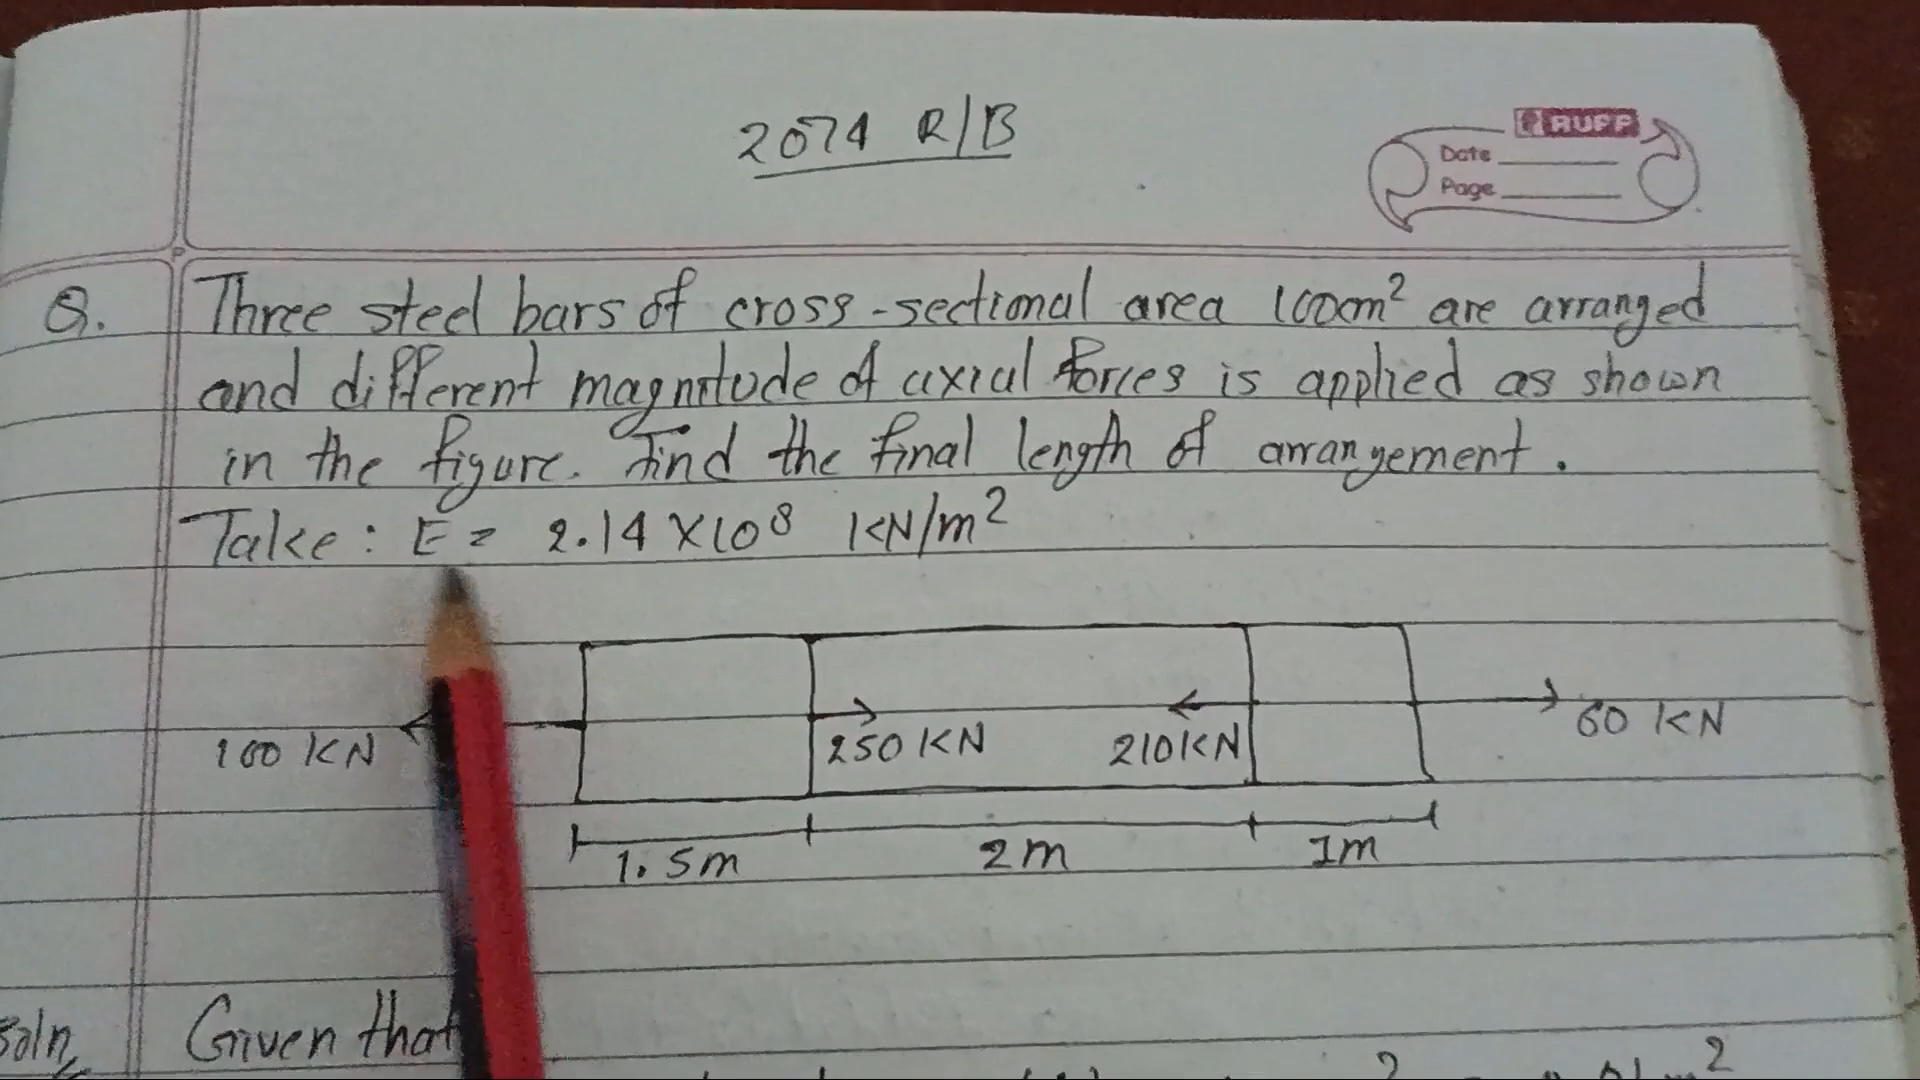 2074 R/B
RUPP
Date
Page
Q. Three steel bars of cross-sectional area 100cm² are arranged
and different magnitude of axial forces is applied as shown
in the figure. Find the final length of arrangement.
Take: E = 2.14 × 10⁸ KN/m²
100 KN
250 KN
210 KN
60 KN
1.5m
2m
1m
Soln, Given that